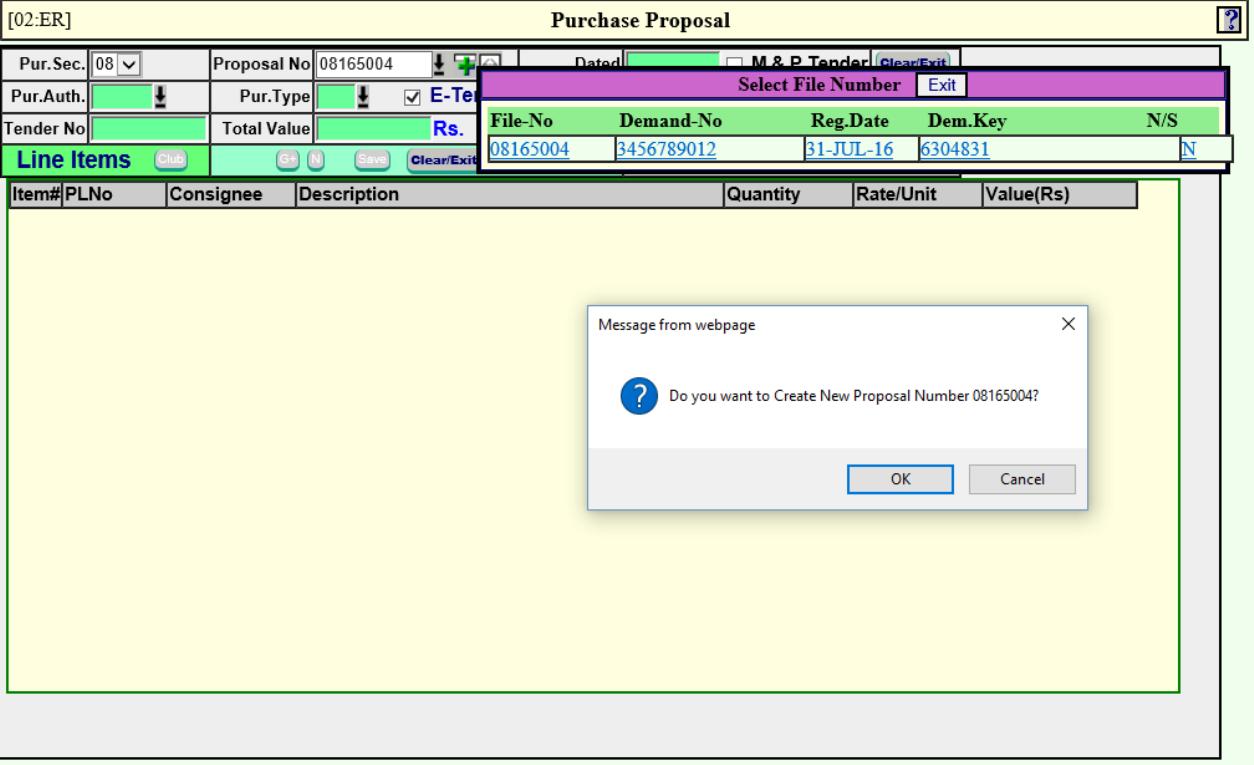 [02:ER] Purchase Proposal ?
Pur.Sec. 08 Proposal No 08165004 Dated M & P Tender Clear/Exit
Select File Number Exit
Pur.Auth. Pur.Type E-Te
File-No Demand-No Reg.Date Dem.Key N/S
Tender No Total Value Rs.
08165004 3456789012 31-JUL-16 6304831 N
Line Items Club G+ N Save Clear/Exit
Item# PLNo Consignee Description Quantity Rate/Unit Value(Rs)
Message from webpage
? Do you want to Create New Proposal Number 08165004?
OK Cancel